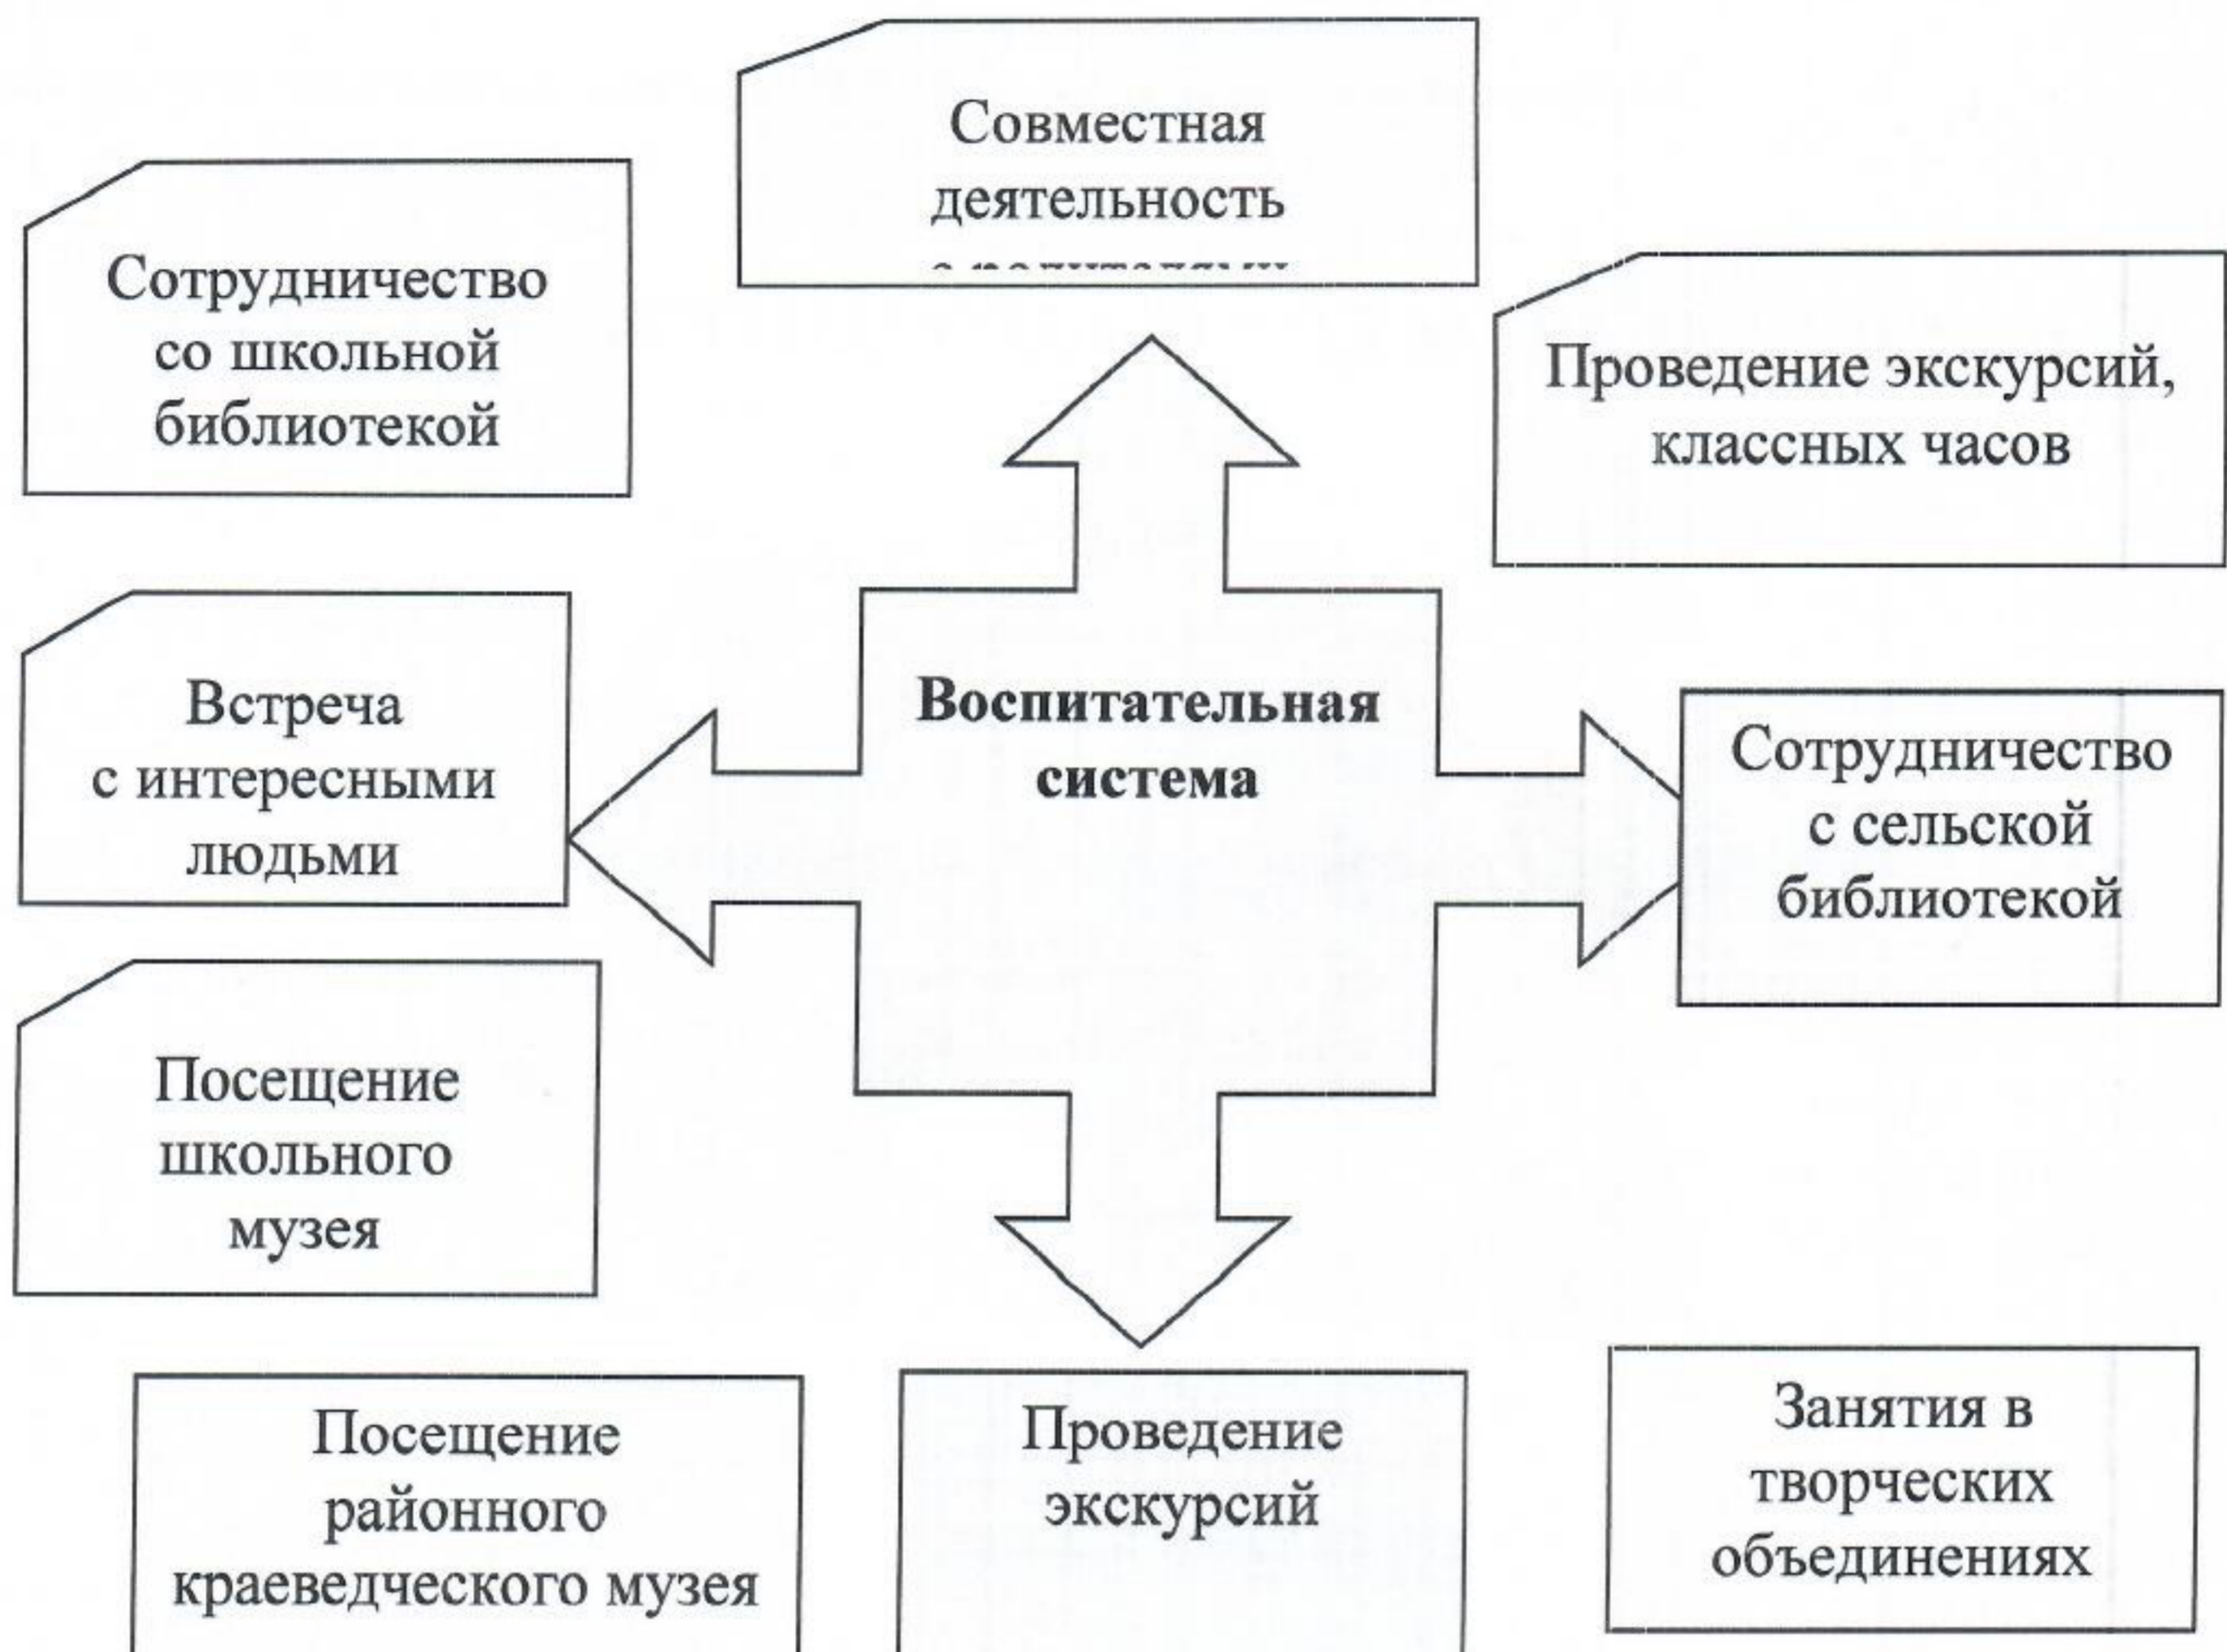 Совместная
деятельность
Сотрудничество
со школьной
библиотекой
Проведение экскурсий,
классных часов
Встреча
с интересными
людьми
Воспитательная
система
Сотрудничество
с сельской
библиотекой
Посещение
школьного
музея
Посещение
районного
краеведческого музея
Проведение
экскурсий
Занятия в
творческих
объединениях